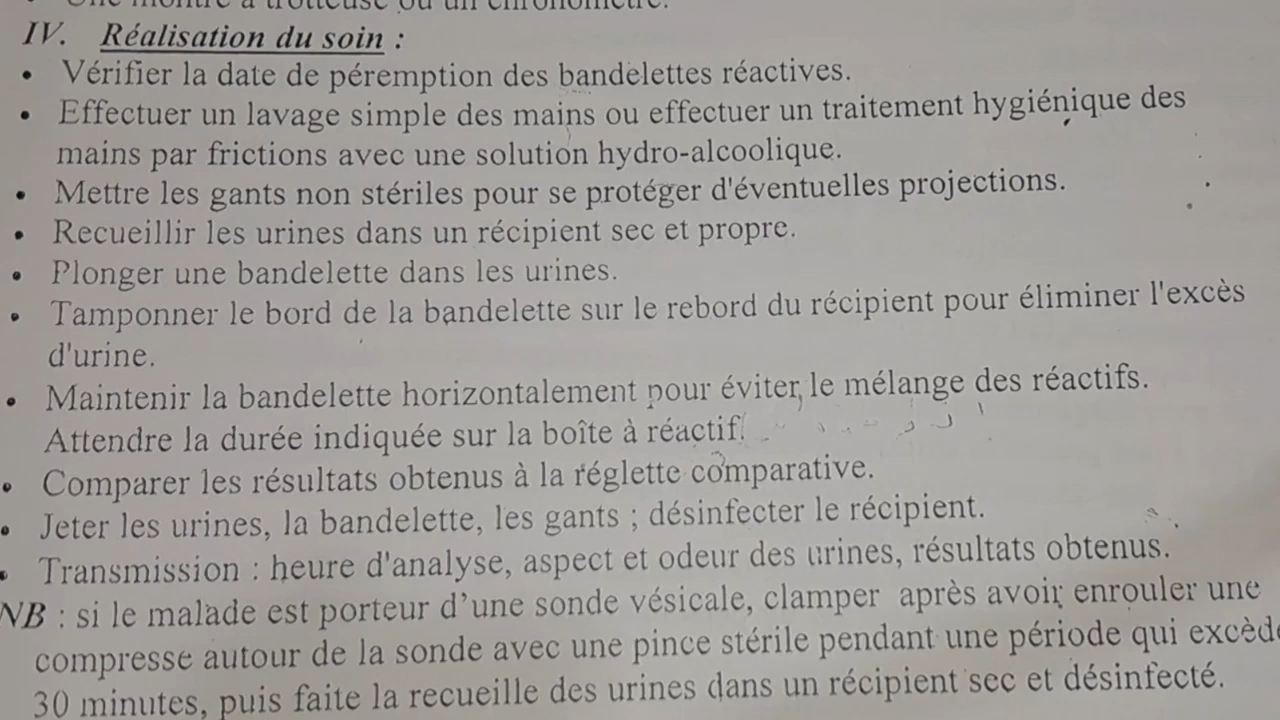 Une montre à trotteuse ou un chronomètre.
IV. Réalisation du soin :
• Vérifier la date de péremption des bandelettes réactives.
• Effectuer un lavage simple des mains ou effectuer un traitement hygiénique des
mains par frictions avec une solution hydro-alcoolique.
• Mettre les gants non stériles pour se protéger d'éventuelles projections.
• Recueillir les urines dans un récipient sec et propre.
• Plonger une bandelette dans les urines.
• Tamponner le bord de la bandelette sur le rebord du récipient pour éliminer l'excès
d'urine.
• Maintenir la bandelette horizontalement pour éviter le mélange des réactifs.
Attendre la durée indiquée sur la boîte à réactif.
• Comparer les résultats obtenus à la réglette comparative.
• Jeter les urines, la bandelette, les gants ; désinfecter le récipient.
• Transmission : heure d'analyse, aspect et odeur des urines, résultats obtenus.
NB : si le malade est porteur d’une sonde vésicale, clamper après avoir enrouler une
compresse autour de la sonde avec une pince stérile pendant une période qui excède
30 minutes, puis faite la recueille des urines dans un récipient sec et désinfecté.